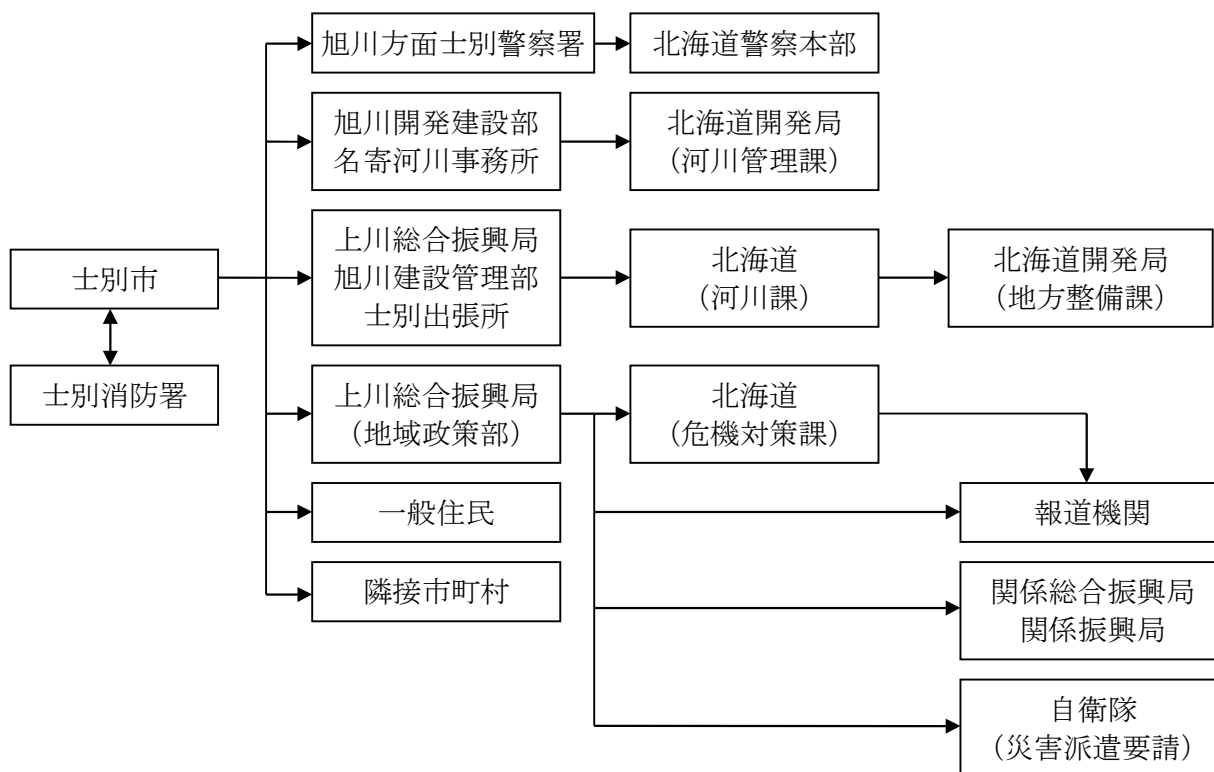 旭川方面士別警察署
北海道警察本部
旭川開発建設部
名寄河川事務所
北海道開発局
（河川管理課）
士別市
上川総合振興局
旭川建設管理部
士別出張所
北海道
（河川課）
北海道開発局
（地方整備課）
士別消防署
上川総合振興局
（地域政策部）
北海道
（危機対策課）
一般住民
報道機関
隣接市町村
関係総合振興局
関係振興局
自衛隊
（災害派遣要請）